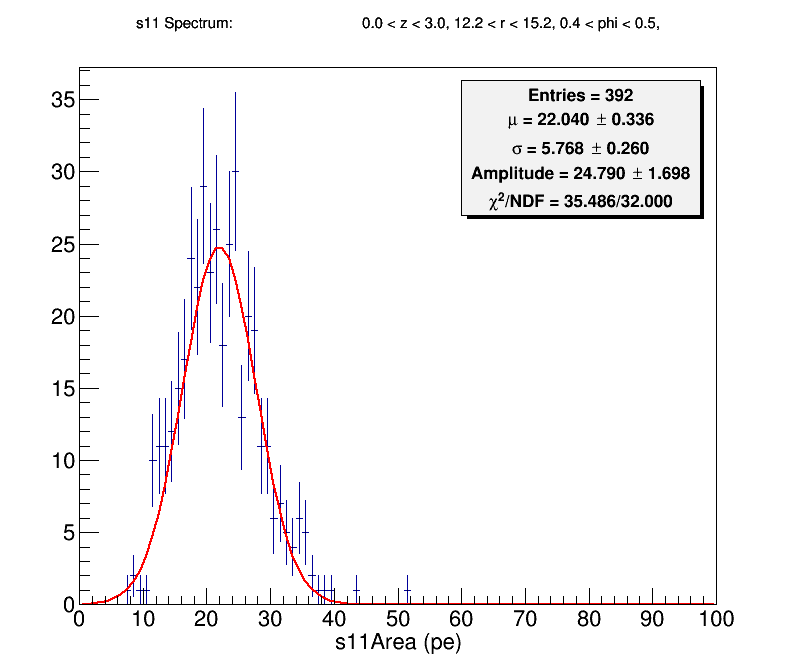 s11 Spectrum: 0.0 < z < 3.0, 12.2 < r < 15.2, 0.4 < phi < 0.5,
Entries = 392
μ = 22.040 ± 0.336
σ = 5.768 ± 0.260
Amplitude = 24.790 ± 1.698
χ²/NDF = 35.486/32.000
35
30
25
20
15
10
5
0
0 10 20 30 40 50 60 70 80 90 100
s11Area (pe)